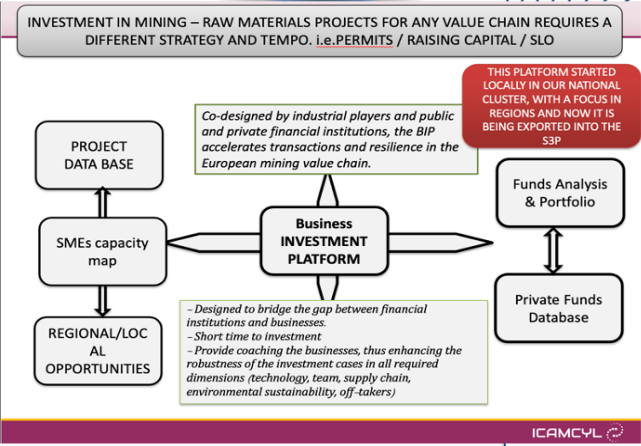 INVESTMENT IN MINING – RAW MATERIALS PROJECTS FOR ANY VALUE CHAIN REQUIRES A
DIFFERENT STRATEGY AND TEMPO. i.e.PERMITS / RAISING CAPITAL / SLO
THIS PLATFORM STARTED
LOCALLY IN OUR NATIONAL
CLUSTER, WITH A FOCUS IN
REGIONS AND NOW IT IS
BEING EXPORTED INTO THE
S3P
Co-designed by industrial players and public
and private financial institutions, the BIP
accelerates transactions and resilience in the
European mining value chain.
PROJECT
DATA BASE
SMEs capacity
map
REGIONAL/LOC
AL
OPPORTUNITIES
Business
INVESTMENT
PLATFORM
Funds Analysis
& Portfolio
Private Funds
Database
– Designed to bridge the gap between financial
institutions and businesses.
– Short time to investment
– Provide coaching the businesses, thus enhancing the
robustness of the investment cases in all required
dimensions (technology, team, supply chain,
environmental sustainability, off-takers)
ICAMCYL